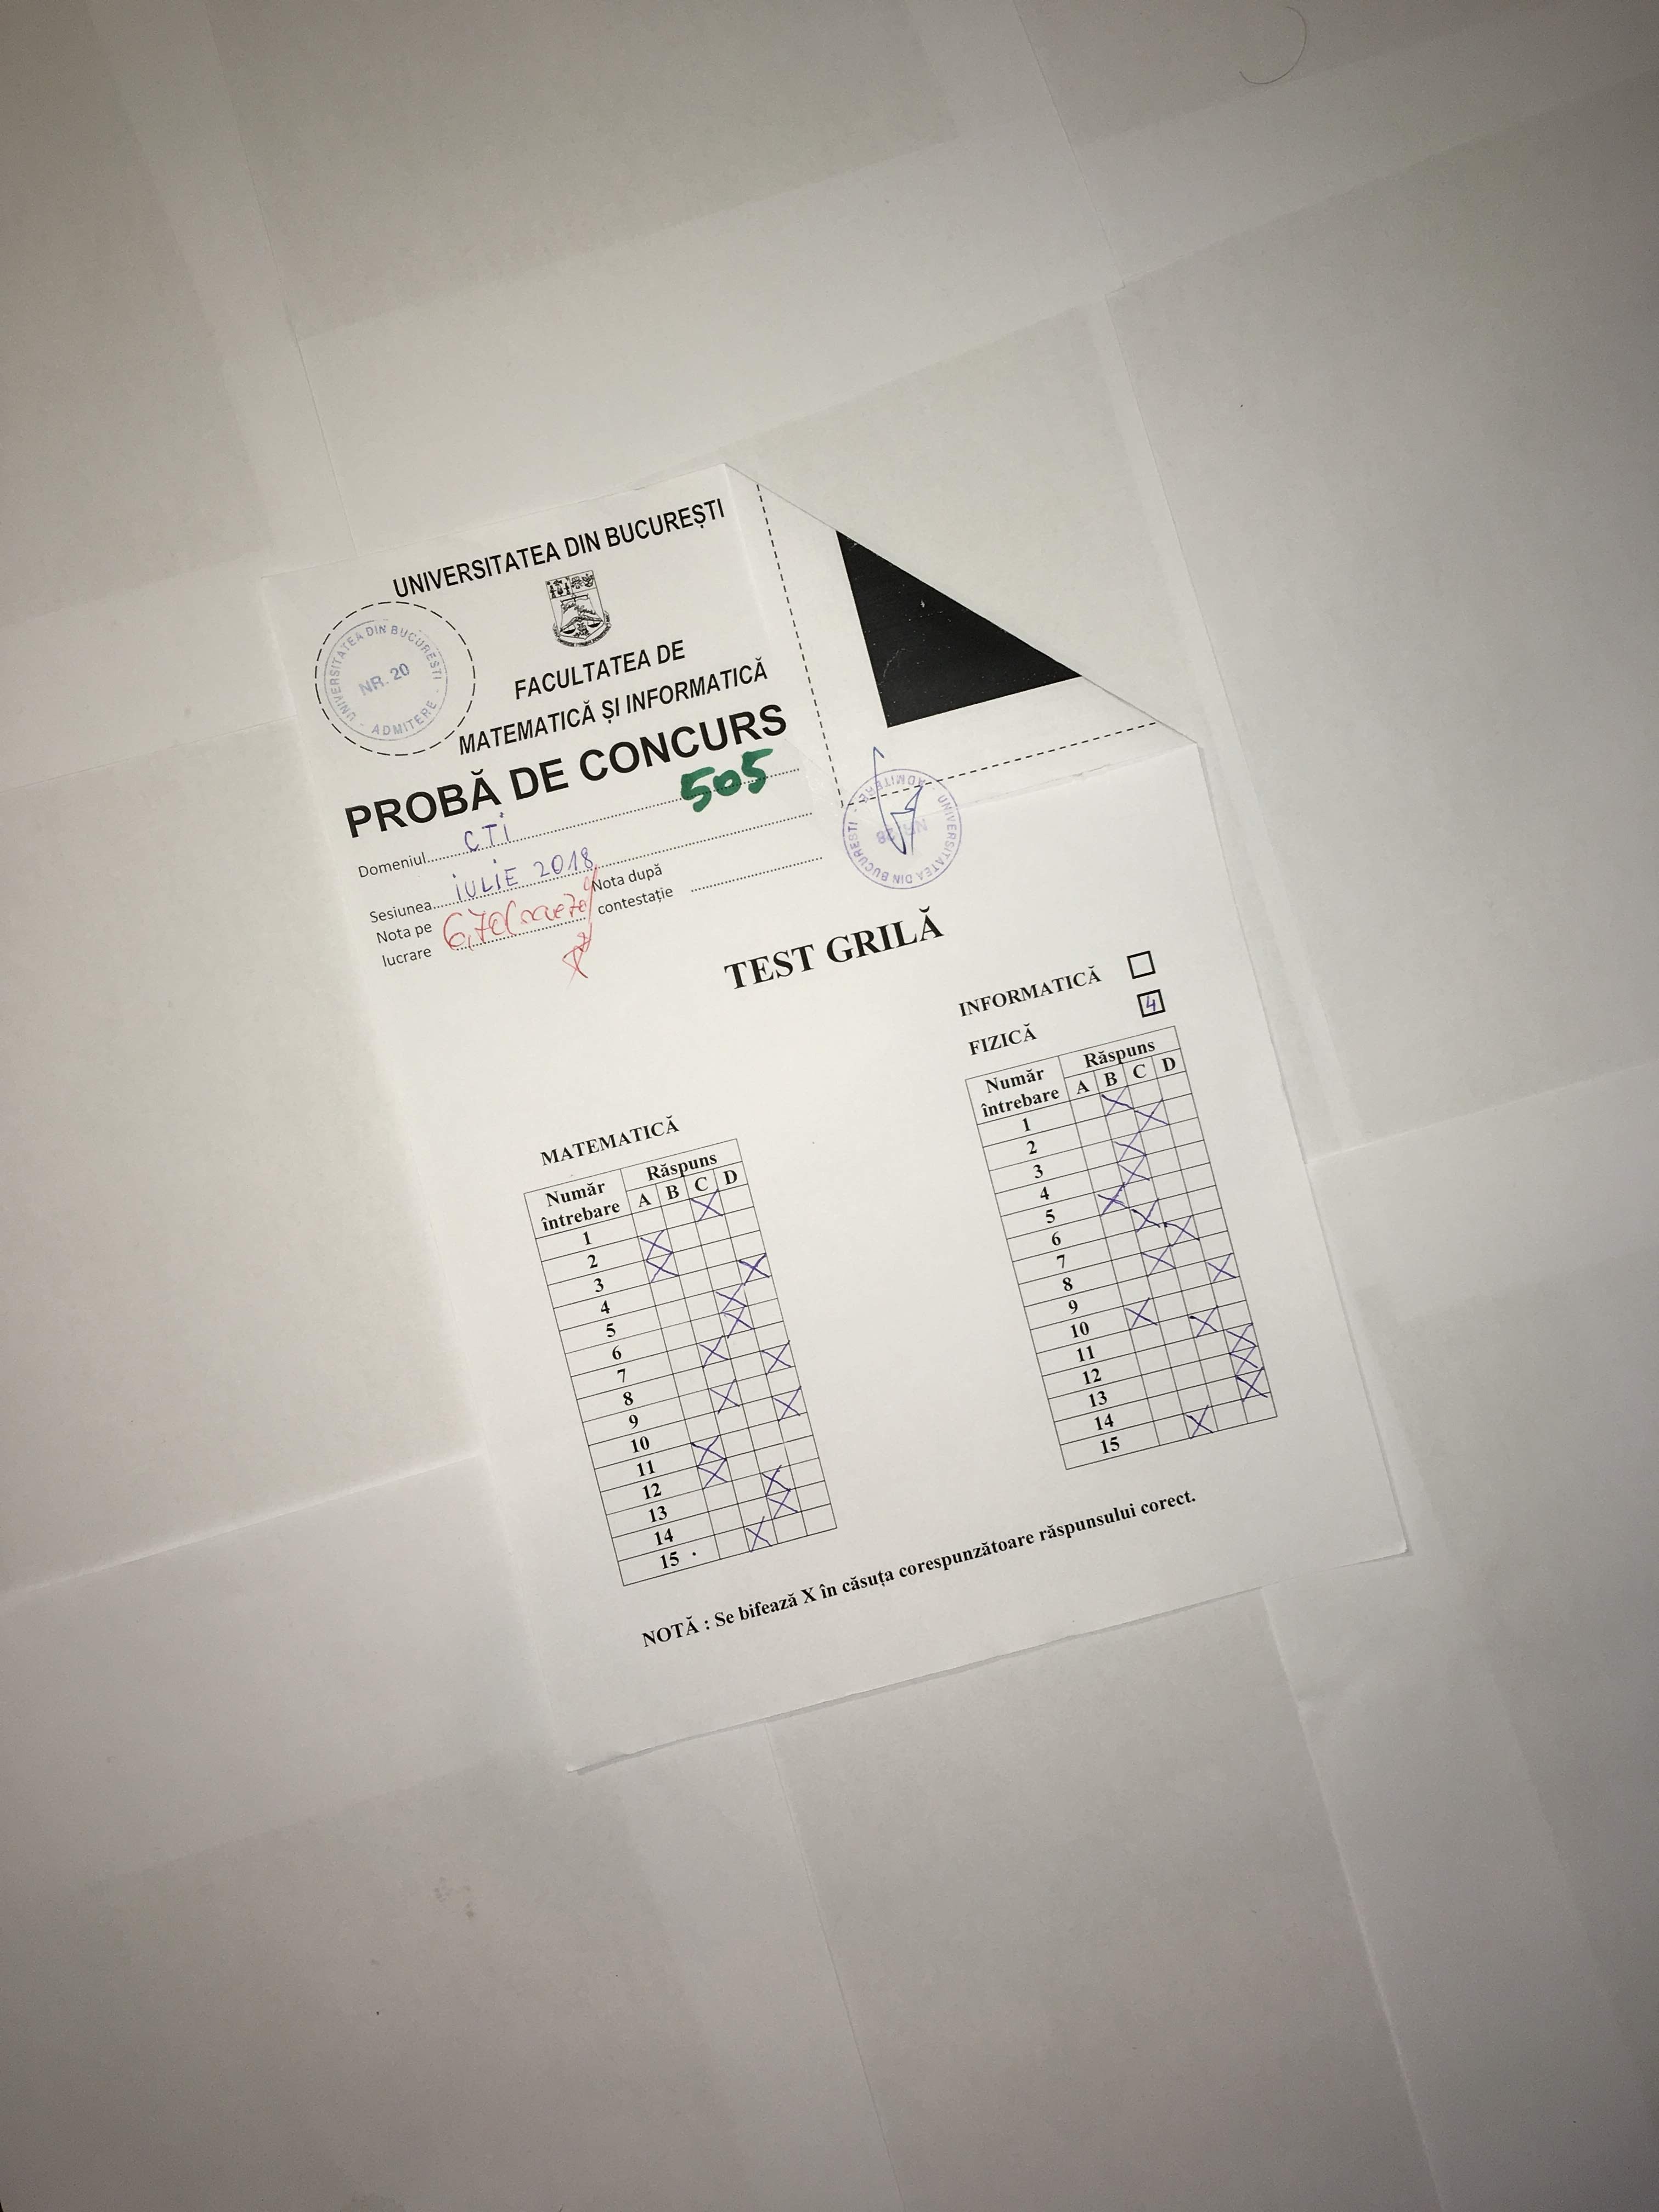 UNIVERSITATEA DIN BUCUREȘTI
UNIVERSITATEA DIN BUCUREȘTI - ADMITERE -
NR. 20
FACULTATEA DE
MATEMATICĂ ȘI INFORMATICĂ
PROBĂ DE CONCURS
505
Domeniul CTI
Sesiunea IULIE 2018
Nota pe lucrare 6,70
Nota după contestație
UNIVERSITATEA DIN BUCUREȘTI - ADMITERE -
NR. 28
TEST GRILĂ
INFORMATICĂ
FIZICĂ 4
MATEMATICĂ
Număr întrebare Răspuns
A B C D
1 X
2 X
3 X
4 X
5 X
6 X
7 X
8 X
9 X
10 X
11 X
12 X
13 X
14 X
15 X
Număr întrebare Răspuns
A B C D
1 X
2 X
3 X
4 X
5 X
6 X
7 X
8 X
9 X
10 X
11 X
12 X
13 X
14 X
15 X
NOTĂ : Se bifează X în căsuța corespunzătoare răspunsului corect.